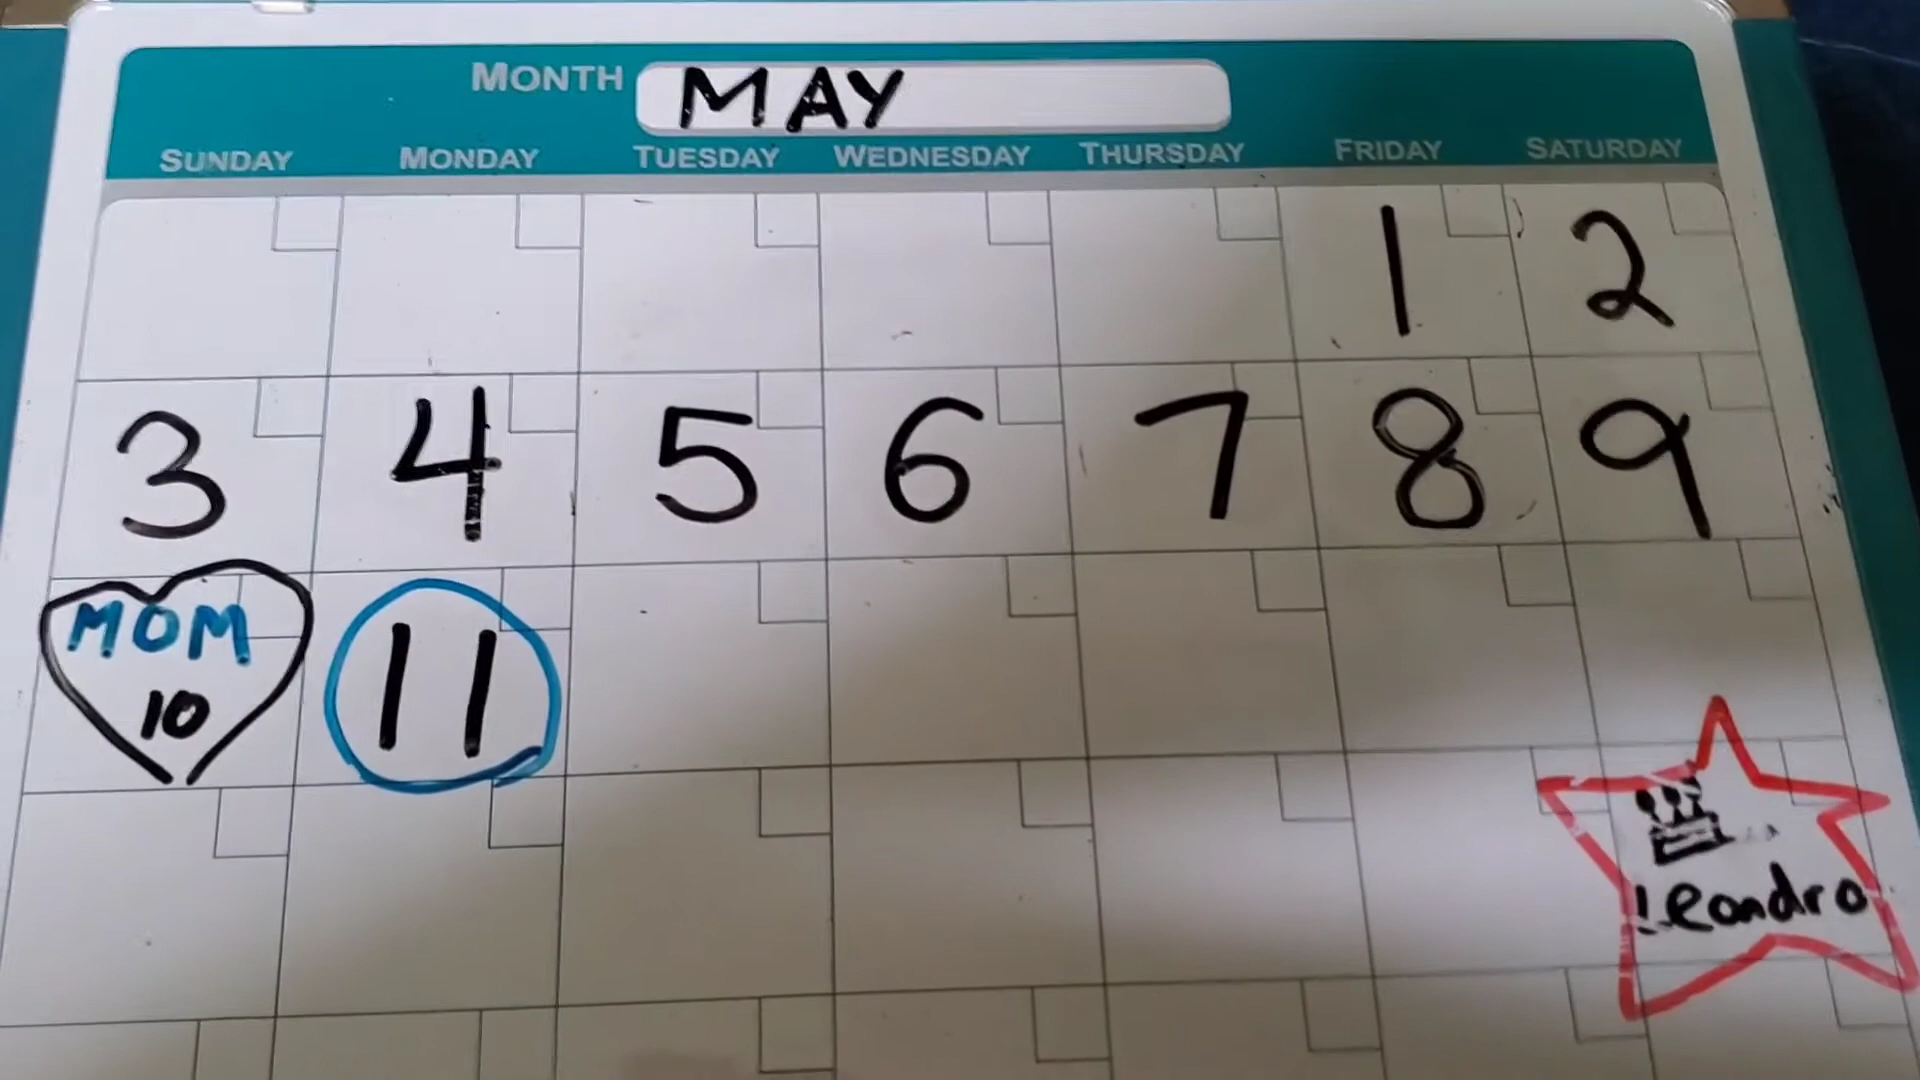 MONTH MAY
SUNDAY MONDAY TUESDAY WEDNESDAY THURSDAY FRIDAY SATURDAY
1 2
3 4 5 6 7 8 9
MOM
10 11
Leandro